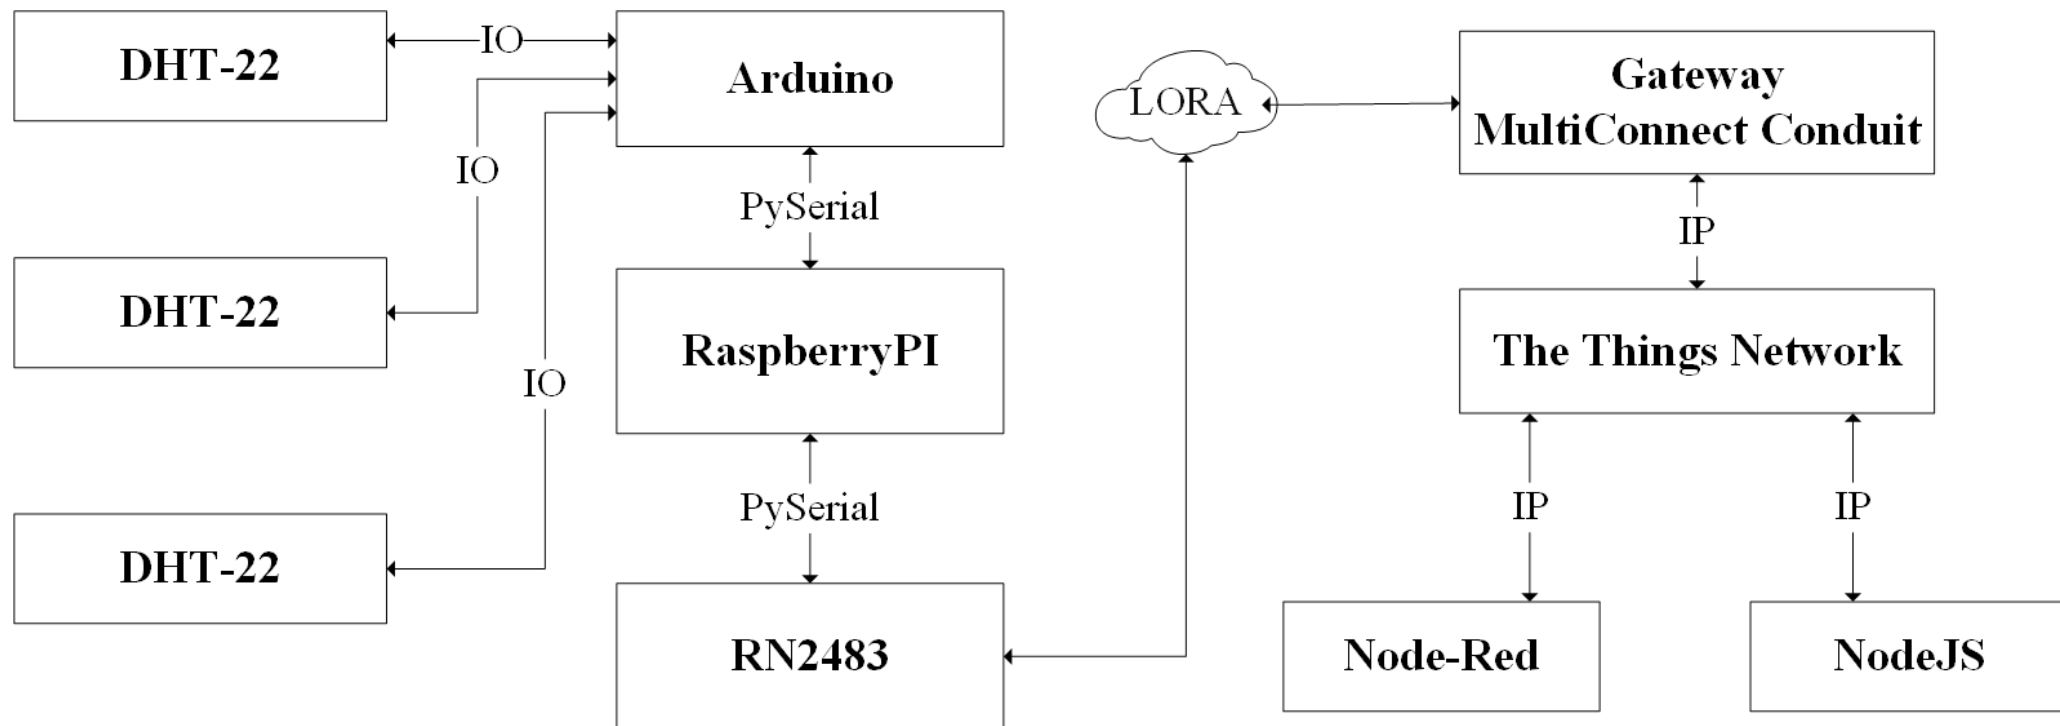 DHT-22
IO
Arduino
IO
DHT-22
IO
DHT-22
PySerial
RaspberryPI
PySerial
RN2483
LORA
Gateway
MultiConnect Conduit
IP
The Things Network
IP
IP
Node-Red
NodeJS